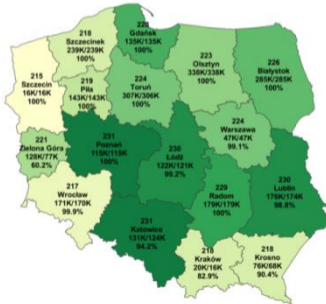 218
Szczecinek
239K/239K
100%
228
Gdańsk
135K/135K
100%
223
Olsztyn
338K/338K
100%
226
Białystok
285K/285K
100%
215
Szczecin
16K/16K
100%
219
Piła
143K/143K
100%
224
Toruń
307K/306K
100%
224
Warszawa
47K/47K
99.1%
221
Zielona Góra
128K/77K
60.2%
231
Poznań
115K/115K
100%
230
Łódź
122K/121K
99.2%
217
Wrocław
171K/170K
99.9%
229
Radom
179K/179K
100%
230
Lublin
176K/174K
98.8%
231
Katowice
131K/124K
94.2%
218
Kraków
20K/16K
82.9%
218
Krosno
76K/68K
90.4%